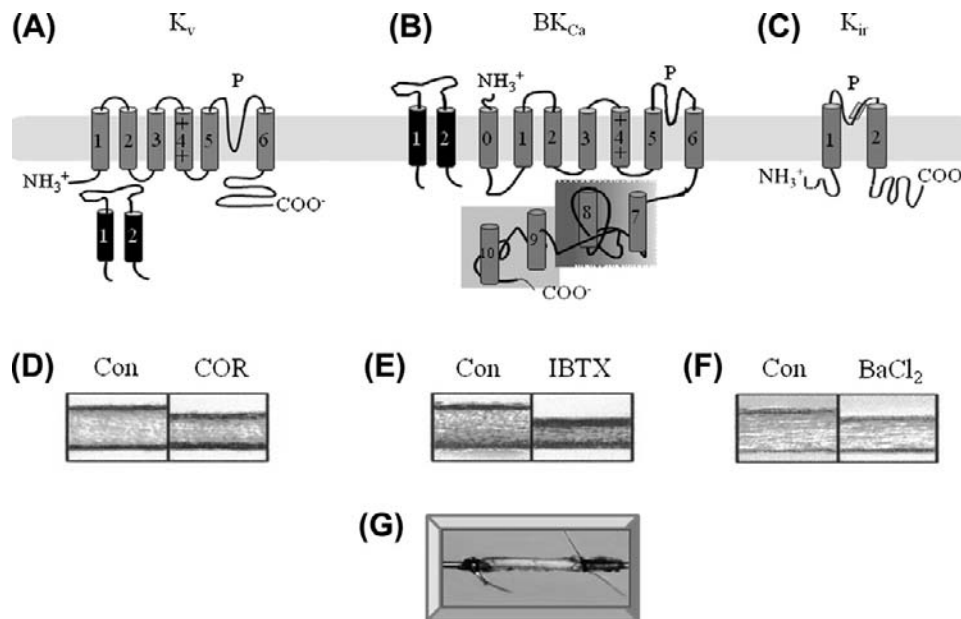 (A) Kv
(B) BKCa
(C) Kir
P
1 2 3 +4+ 5 6
NH3+
COO-
1 2
NH3+
P
1 2 0 1 2 3 +4+ 5 6
8 7
10 9
COO-
P
1 2
NH3+
COO
(D) Con COR
(E) Con IBTX
(F) Con BaCl2
(G)